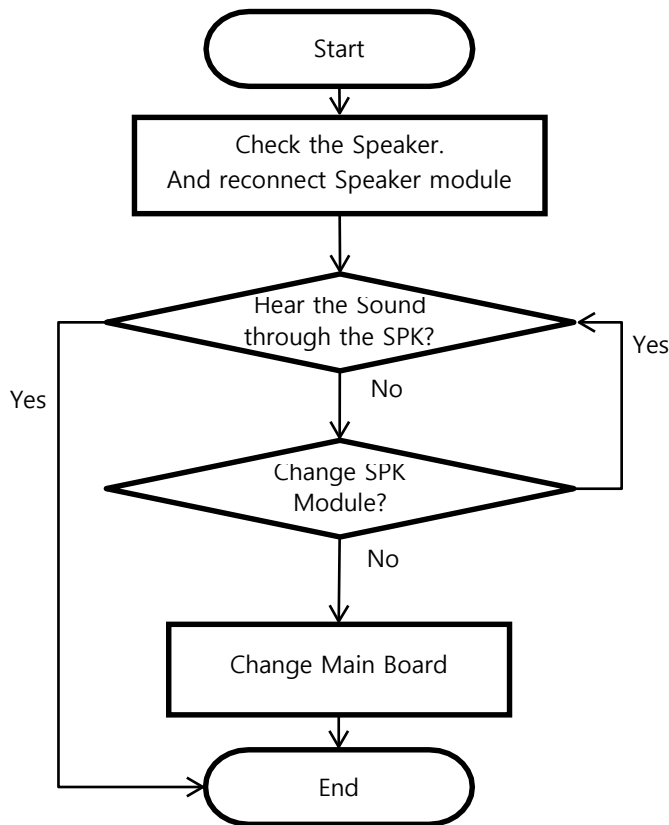 Start
Check the Speaker.
And reconnect Speaker module
Hear the Sound
through the SPK?
Yes
Yes
No
Change SPK
Module?
No
Change Main Board
End